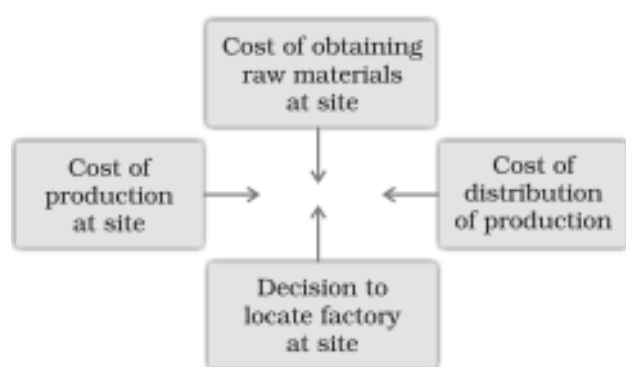 Cost of obtaining
raw materials
at site
Cost of
production
at site
Cost of
distribution
of production
Decision to
locate factory
at site